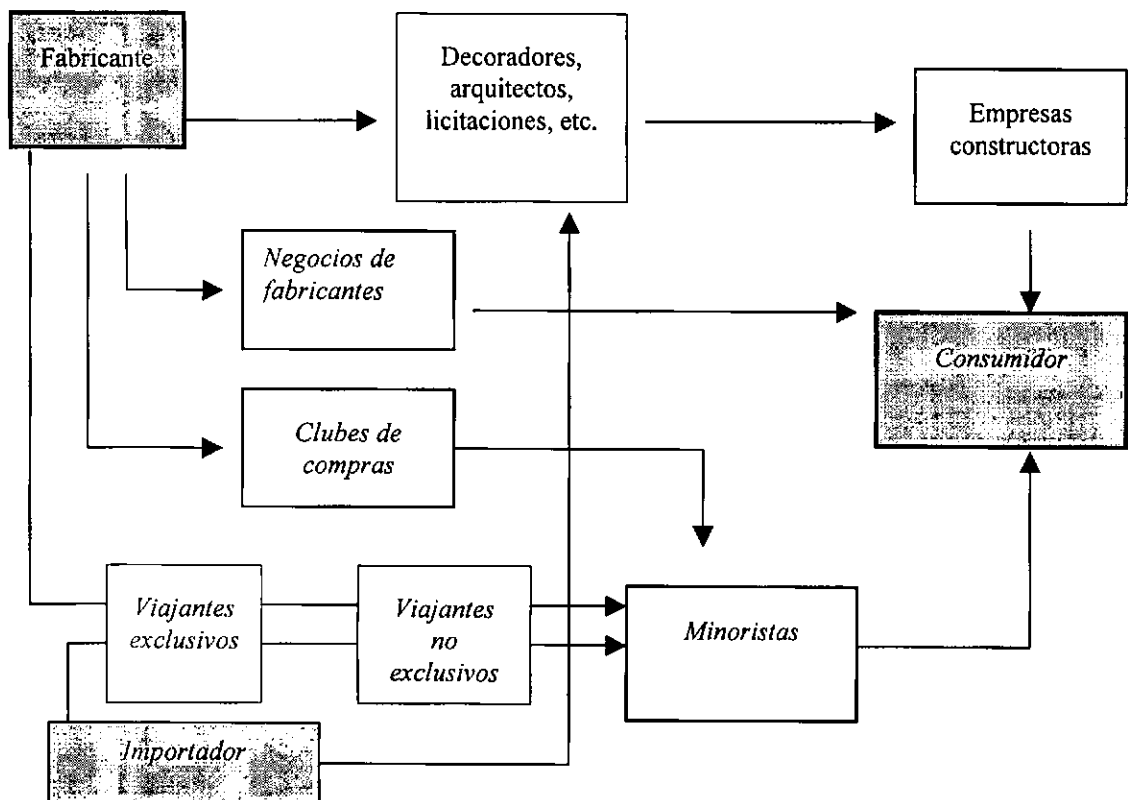 Fabricante
Decoradores,
arquitectos,
licitaciones, etc.
Empresas
constructoras
Negocios de
fabricantes
Consumidor
Clubes de
compras
Viajantes
exclusivos
Viajantes
no
exclusivos
Minoristas
Importador